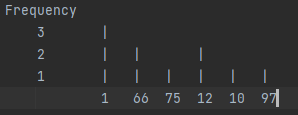 Frequency
3 |
2 | | |
1 | | | | | |
1 66 75 12 10 97